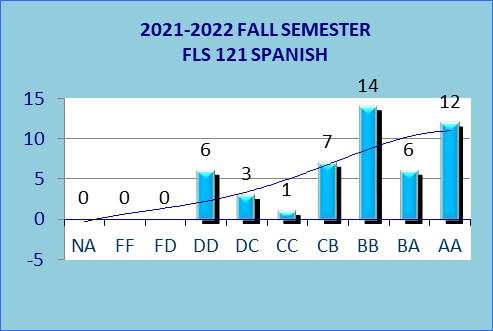 2021-2022 FALL SEMESTER
FLS 121 SPANISH
15
10
5
0
-5
0 0 0 6 3 1 7 14 6 12
NA FF FD DD DC CC CB BB BA AA